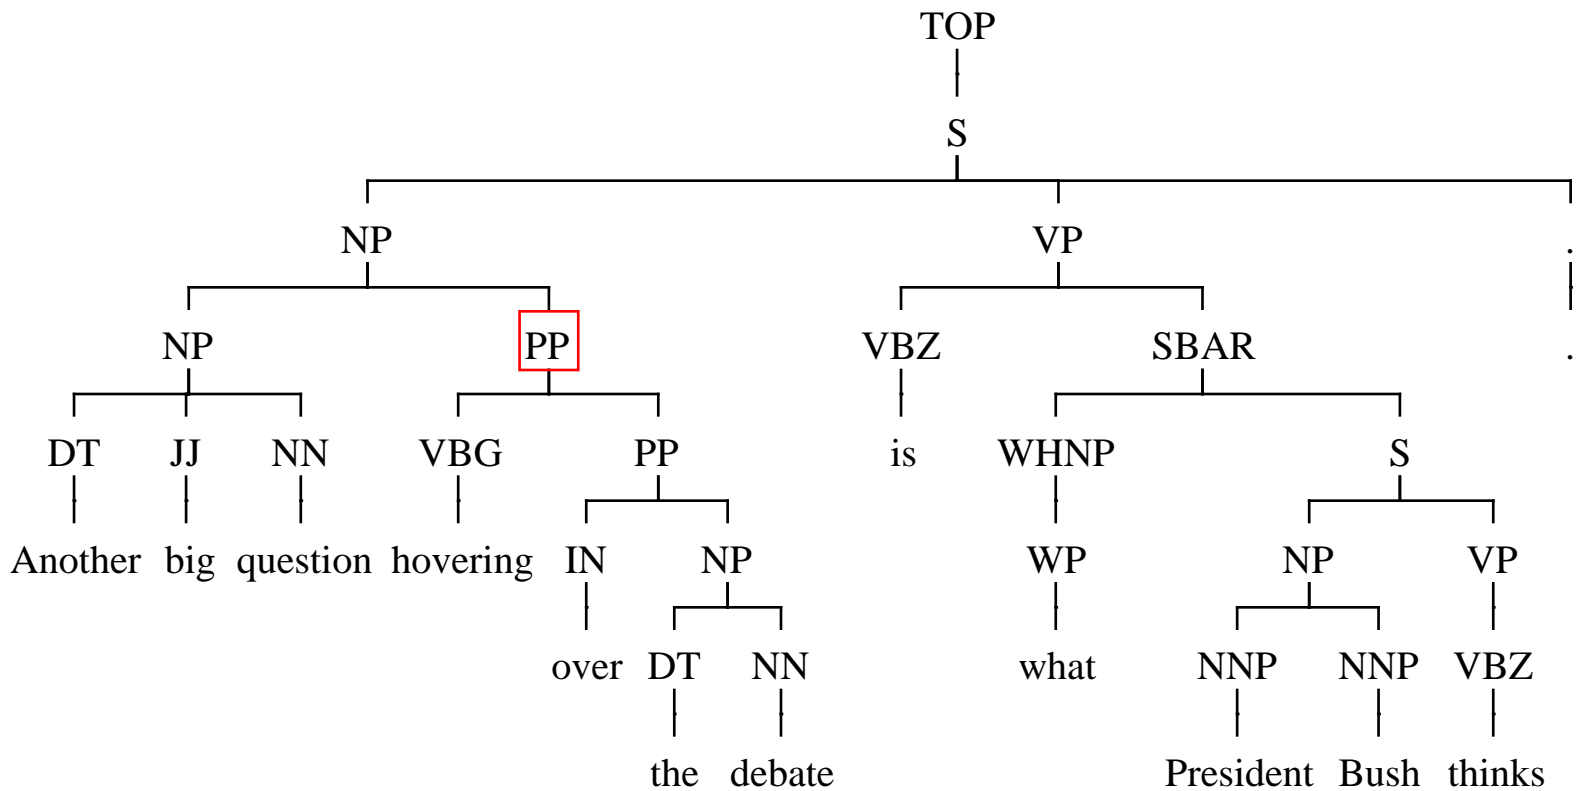 TOP
S
NP VP .
NP PP VBZ SBAR .
DT JJ NN VBG PP is WHNP S
Another big question hovering IN NP WP NP VP
over DT NN what NNP NNP VBZ
the debate President Bush thinks